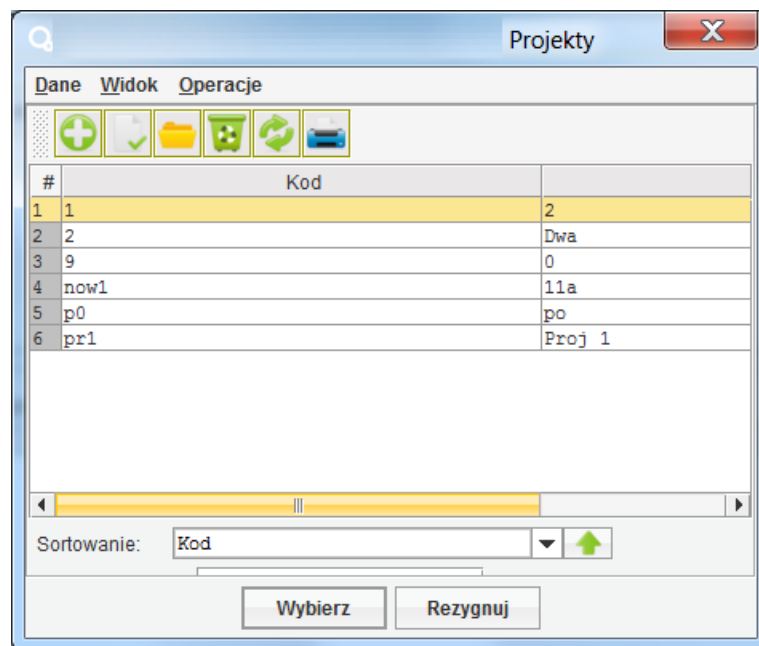 Projekty
Dane Widok Operacje
# Kod
1 1 2
2 2 Dwa
3 9 0
4 now1 11a
5 p0 po
6 pr1 Proj 1
Sortowanie: Kod
Wybierz Rezygnuj